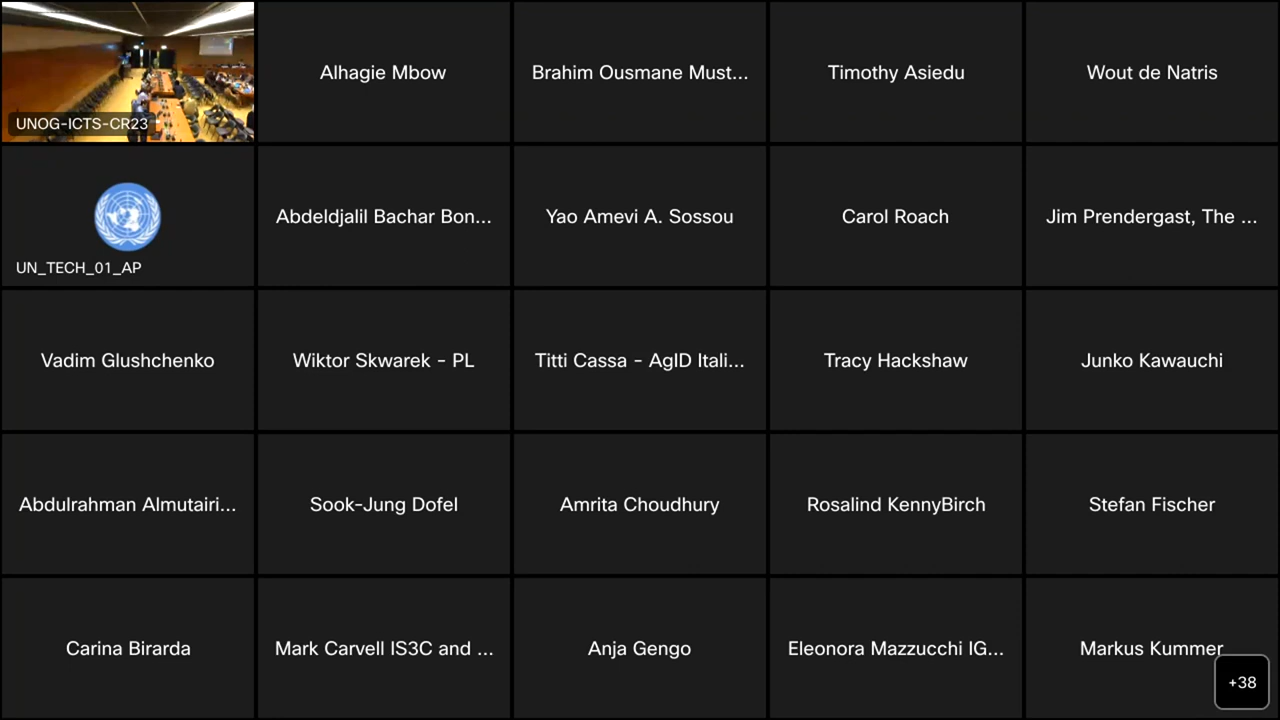 UNOG-ICTS-CR23
Alhagie Mbow
Brahim Ousmane Must...
Timothy Asiedu
Wout de Natris
UN_TECH_01_AP
Abdeldjalil Bachar Bon...
Yao Amevi A. Sossou
Carol Roach
Jim Prendergast, The ...
Vadim Glushchenko
Wiktor Skwarek - PL
Titti Cassa - AgID Itali...
Tracy Hackshaw
Junko Kawauchi
Abdulrahman Almutairi...
Sook-Jung Dofel
Amrita Choudhury
Rosalind KennyBirch
Stefan Fischer
Carina Birarda
Mark Carvell IS3C and ...
Anja Gengo
Eleonora Mazzucchi IG...
Markus Kummer
+38